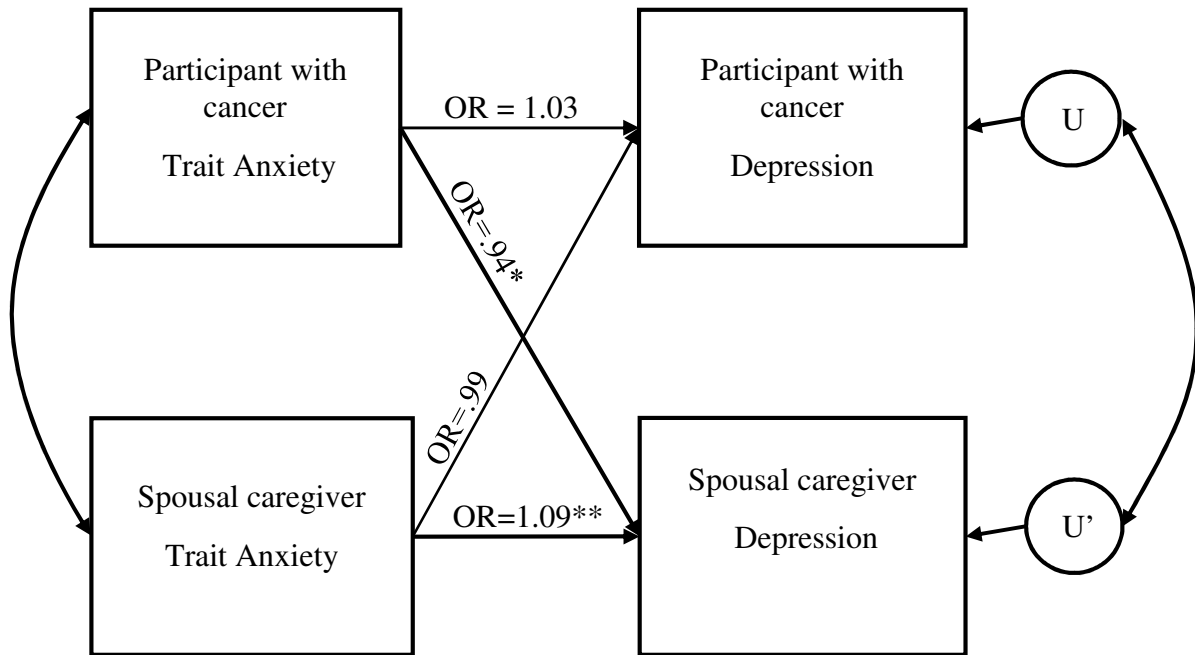 Participant with
cancer
Trait Anxiety
OR = 1.03
Participant with
cancer
Depression
U
OR=.94*
OR=.99
Spousal caregiver
Trait Anxiety
OR=1.09**
Spousal caregiver
Depression
U’